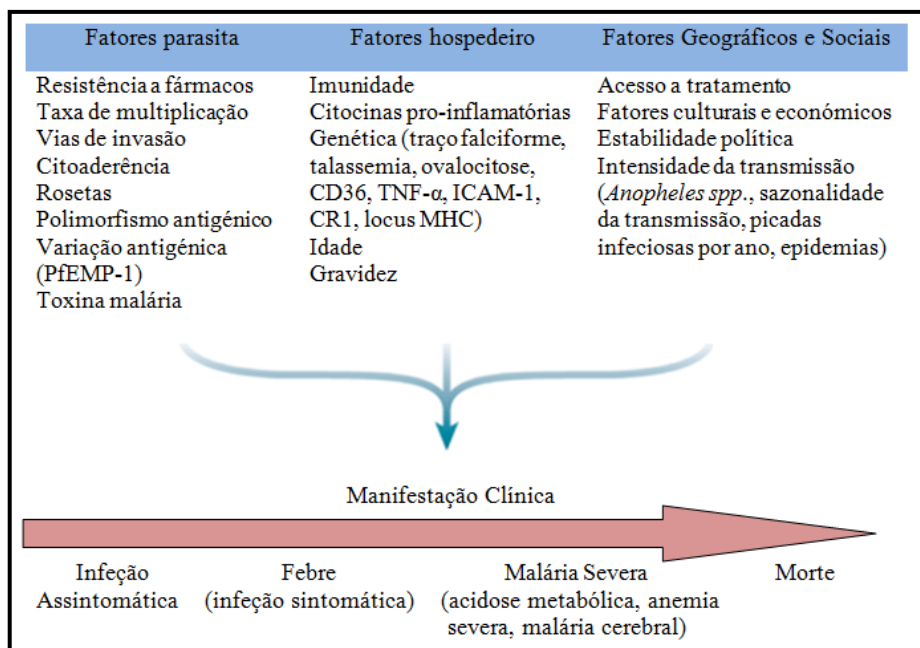 Fatores parasita
Resistência a fármacos
Taxa de multiplicação
Vias de invasão
Citoaderência
Rosetas
Polimorfismo antigénico
Variação antigénica
(PfEMP-1)
Toxina malária
Fatores hospedeiro
Imunidade
Citocinas pro-inflamatórias
Genética (traço falciforme,
talassemia, ovalocitose,
CD36, TNF-α, ICAM-1,
CR1, locus MHC)
Idade
Gravidez
Fatores Geográficos e Sociais
Acesso a tratamento
Fatores culturais e económicos
Estabilidade política
Intensidade da transmissão
(Anopheles spp., sazonalidade
da transmissão, picadas
infeciosas por ano, epidemias)
Manifestação Clínica
Infeção
Assintomática
Febre
(infeção sintomática)
Malária Severa
(acidose metabólica, anemia
severa, malária cerebral)
Morte